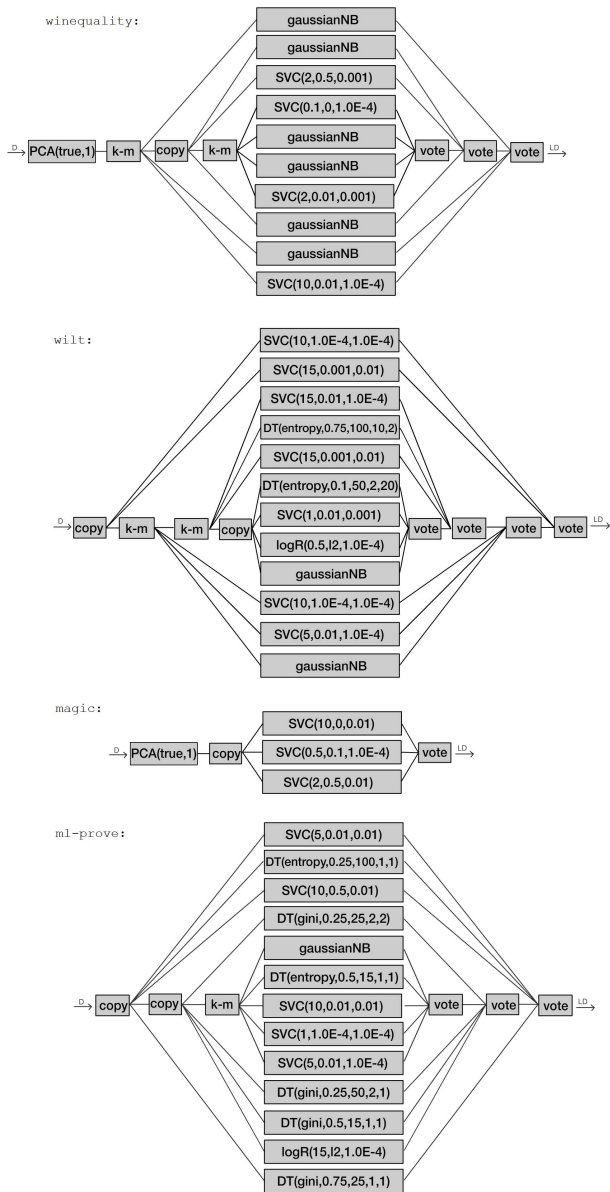 winequality:
gaussianNB
gaussianNB
SVC(2,0.5,0.001)
SVC(0.1,0,1.0E-4)
gaussianNB
D PCA(true,1) k-m copy k-m vote vote vote LD
gaussianNB
SVC(2,0.01,0.001)
gaussianNB
gaussianNB
SVC(10,0.01,1.0E-4)
wilt:
SVC(10,1.0E-4,1.0E-4)
SVC(15,0.001,0.01)
SVC(15,0.01,1.0E-4)
DT(entropy,0.75,100,10,2)
SVC(15,0.001,0.01)
DT(entropy,0.1,50,2,20)
SVC(1,0.01,0.001)
D copy k-m k-m copy vote vote vote vote LD
logR(0.5,l2,1.0E-4)
gaussianNB
SVC(10,1.0E-4,1.0E-4)
SVC(5,0.01,1.0E-4)
gaussianNB
magic:
SVC(10,0,0.01)
D PCA(true,1) copy SVC(0.5,0.1,1.0E-4) vote LD
SVC(2,0.5,0.01)
ml-prove:
SVC(5,0.01,0.01)
DT(entropy,0.25,100,1,1)
SVC(10,0.5,0.01)
DT(gini,0.25,25,2,2)
gaussianNB
DT(entropy,0.5,15,1,1)
D copy copy k-m SVC(10,0.01,0.01) vote vote vote LD
SVC(1,1.0E-4,1.0E-4)
SVC(5,0.01,1.0E-4)
DT(gini,0.25,50,2,1)
DT(gini,0.5,15,1,1)
logR(15,l2,1.0E-4)
DT(gini,0.75,25,1,1)